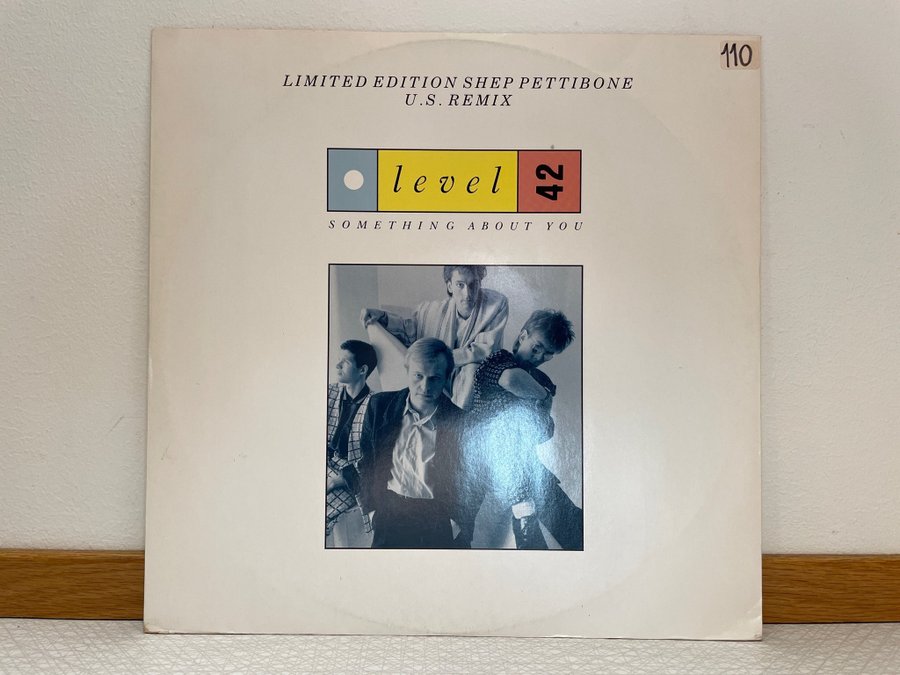 110
LIMITED EDITION SHEP PETTIBONE
U.S. REMIX
level 42
SOMETHING ABOUT YOU